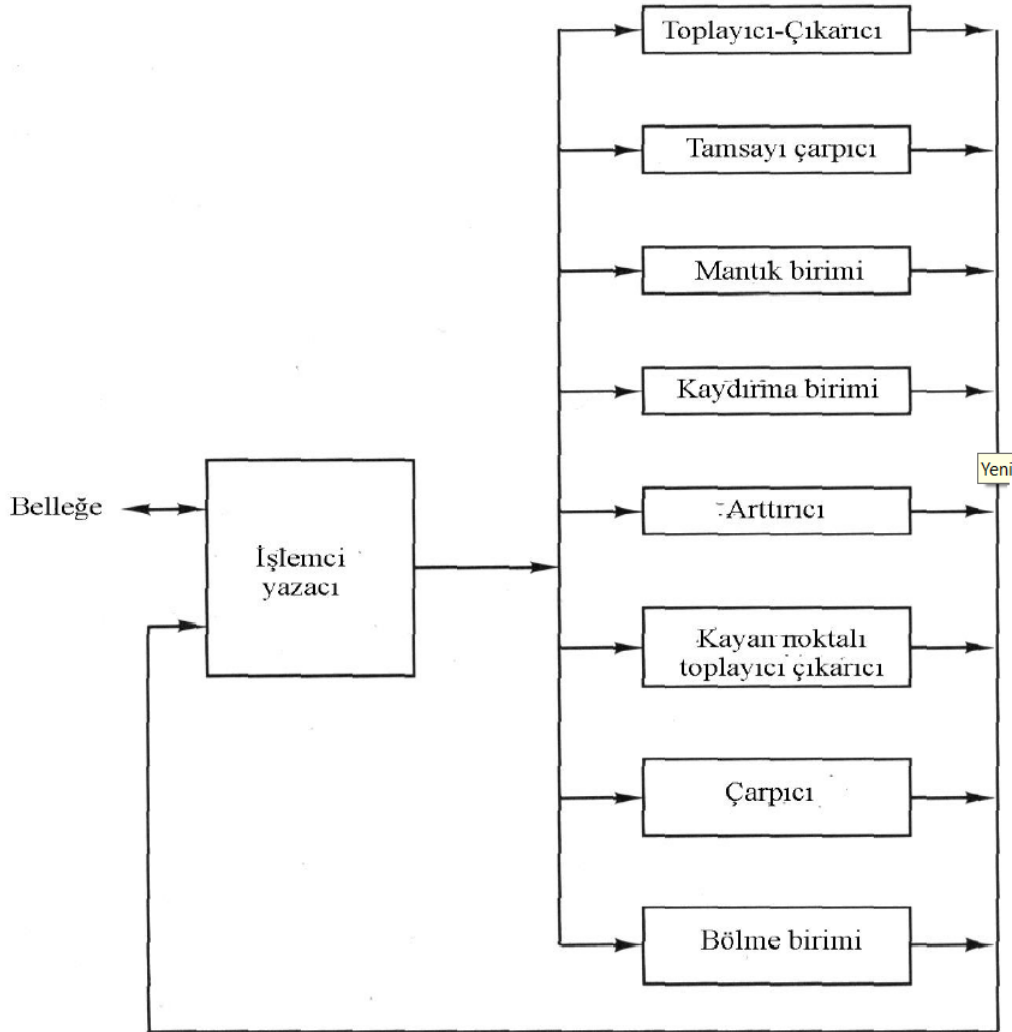 Toplayıcı-Çıkarıcı
Tamsayı çarpıcı
Mantık birimi
Kaydırma birimi
Yeni
Belleğe
İşlemci
yazacı
Arttırıcı
Kayan noktalı
toplayıcı çıkarıcı
Çarpıcı
Bölme birimi